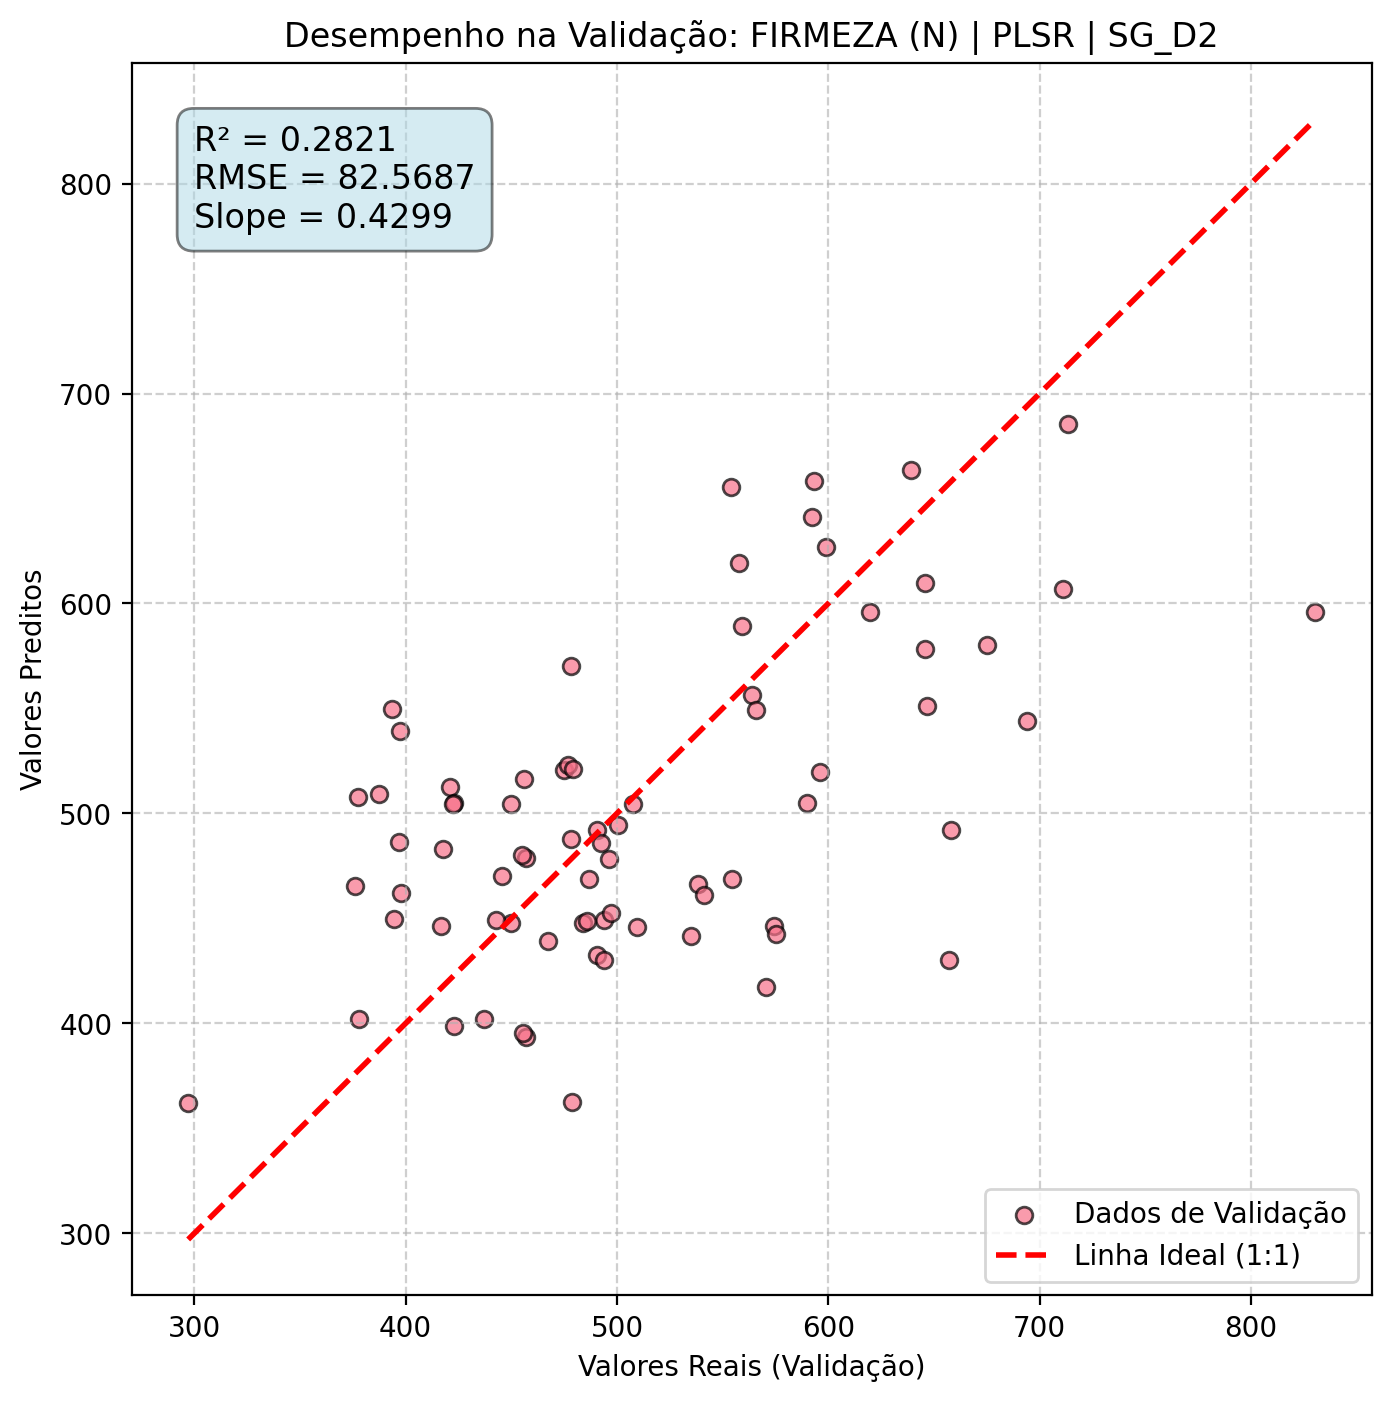 Desempenho na Validação: FIRMEZA (N) | PLSR | SG_D2
R² = 0.2821
RMSE = 82.5687
Slope = 0.4299
800
700
600
500
400
300
Valores Preditos
Dados de Validação
Linha Ideal (1:1)
300 400 500 600 700 800
Valores Reais (Validação)